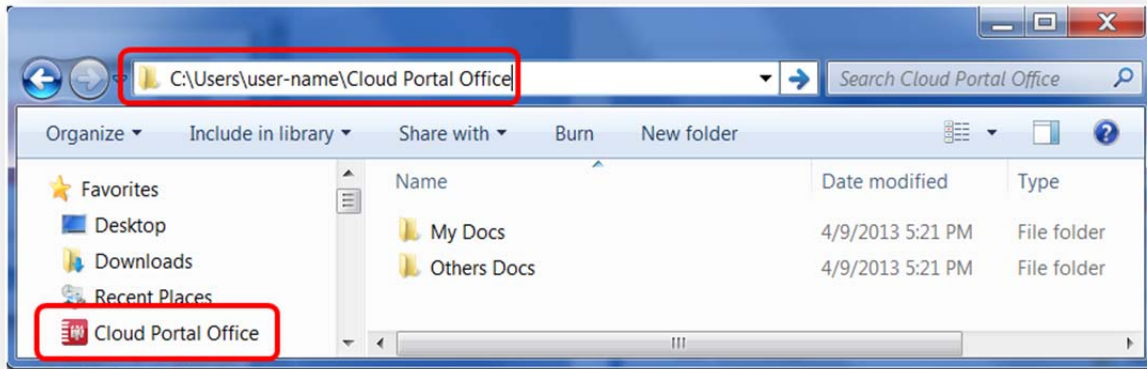 C:\Users\user-name\Cloud Portal Office
Search Cloud Portal Office
Organize Include in library Share with Burn New folder
Favorites
Desktop
Downloads
Recent Places
Cloud Portal Office
Name Date modified Type
My Docs 4/9/2013 5:21 PM File folder
Others Docs 4/9/2013 5:21 PM File folder